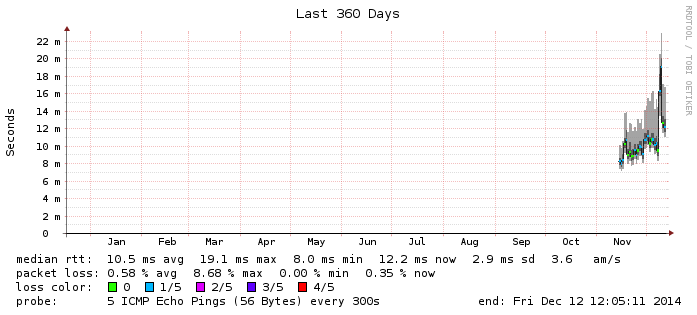 Last 360 Days
RRDTOOL / TOBI OETIKER
Seconds
22 m
20 m
18 m
16 m
14 m
12 m
10 m
8 m
6 m
4 m
2 m
0
Jan Feb Mar Apr May Jun Jul Aug Sep Oct Nov
median rtt: 10.5 ms avg 19.1 ms max 8.0 ms min 12.2 ms now 2.9 ms sd 3.6 am/s
packet loss: 0.58 % avg 8.68 % max 0.00 % min 0.35 % now
loss color: 0 1/5 2/5 3/5 4/5
probe: 5 ICMP Echo Pings (56 Bytes) every 300s end: Fri Dec 12 12:05:11 2014